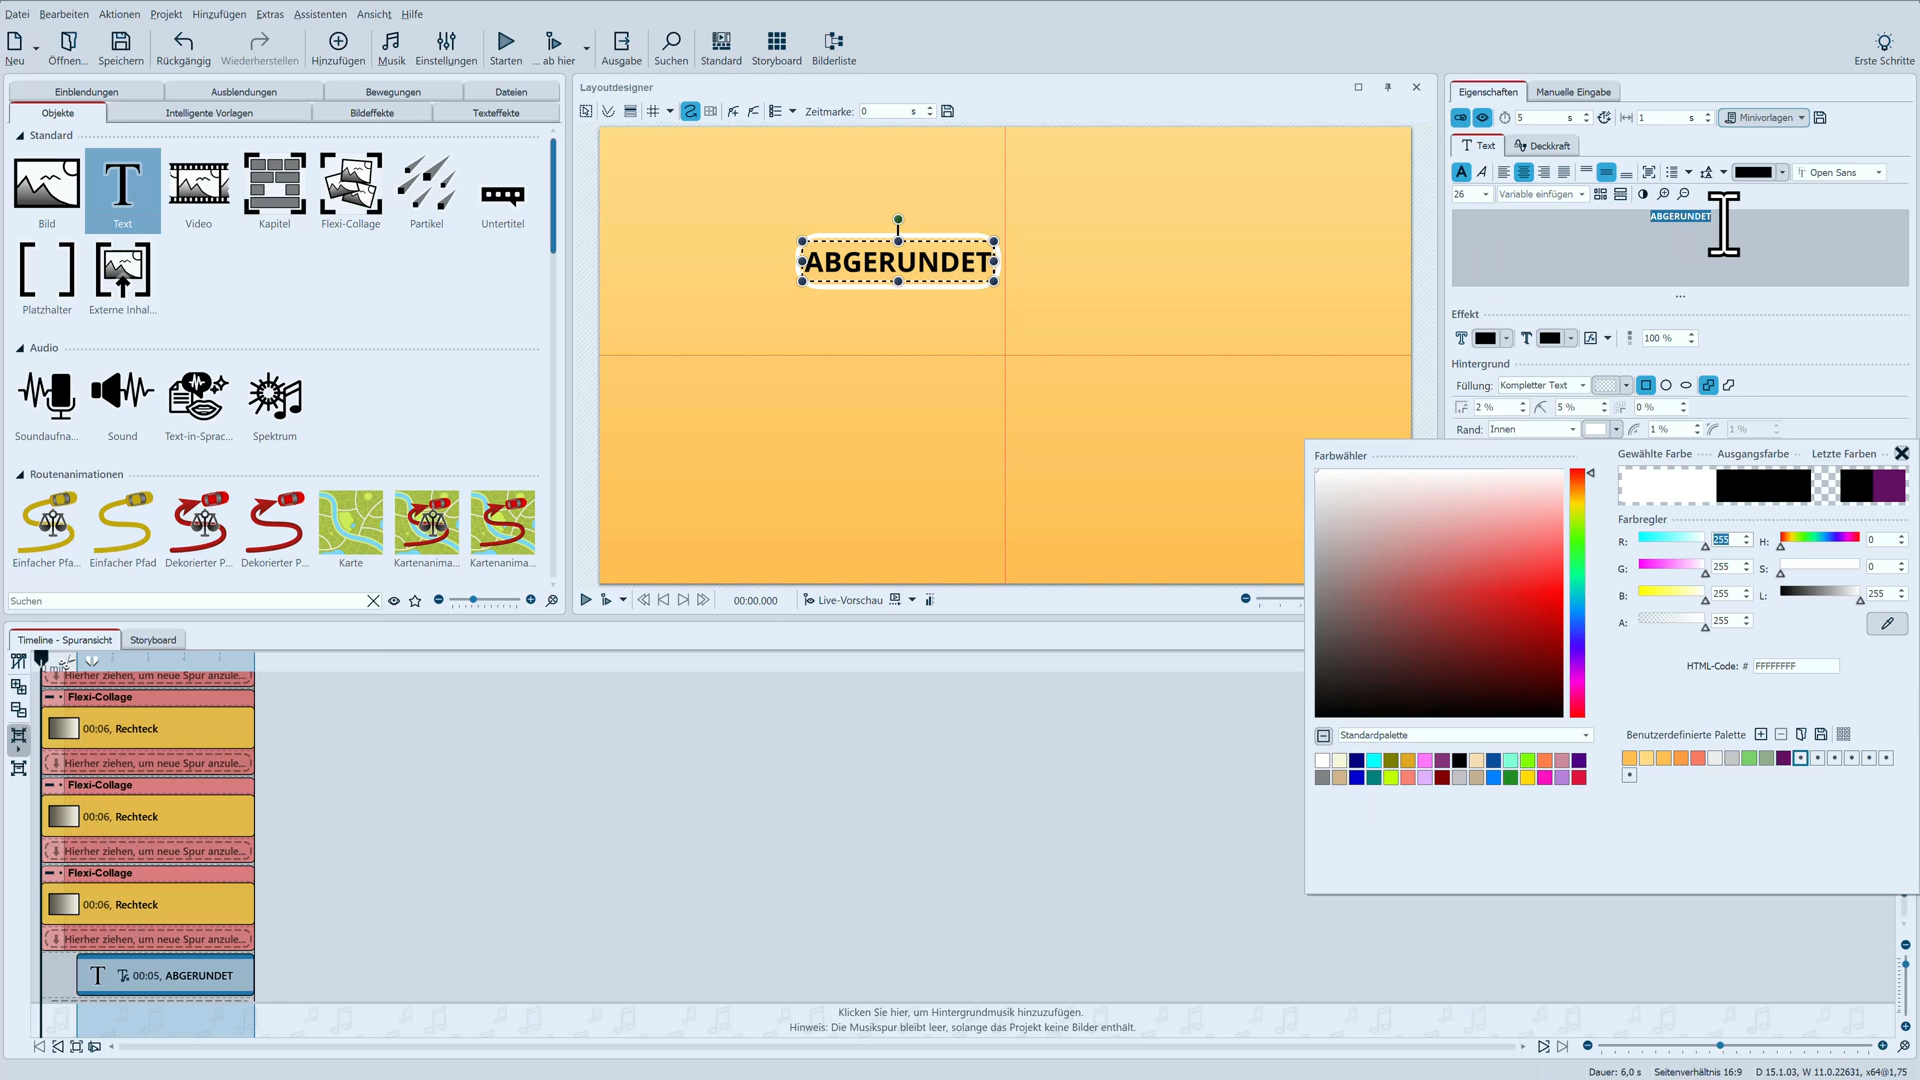 Datei Bearbeiten Aktionen Projekt Hinzufügen Extras Assistenten Ansicht Hilfe
Neu Öffnen... Speichern Rückgängig Wiederherstellen Hinzufügen Musik Einstellungen Starten ... ab hier Ausgabe Suchen Standard Storyboard Bilderliste Erste Schritte
Einblendungen Ausblendungen Bewegungen Dateien
Objekte Intelligente Vorlagen Bildeffekte Texteffekte
Standard
Bild Text Video Kapitel Flexi-Collage Partikel Untertitel
Platzhalter Externe Inhal...
Audio
Soundaufna... Sound Text-in-Sprac... Spektrum
Routenanimationen
Einfacher Pfa... Einfacher Pfad Dekorierter P... Dekorierter P... Karte Kartenanima... Kartenanima...
Suchen
Layoutdesigner
Zeitmarke: 0 s
ABGERUNDET
00:00.000 Live-Vorschau
Eigenschaften Manuelle Eingabe
5 s 1 s Minivorlagen
Text Deckkraft
Open Sans
26 Variable einfügen
ABGERUNDET
...
Effekt
100 %
Hintergrund
Füllung: Kompletter Text
2 % 5 % 0 %
Rand: Innen 1 % 1 %
Farbwähler Gewählte Farbe Ausgangsfarbe Letzte Farben
Farbregler
R: 255 H: 0
G: 255 S: 0
B: 255 L: 255
A: 255
HTML-Code: # FFFFFFFF
Standardpalette Benutzerdefinierte Palette
Timeline - Spuransicht Storyboard
0 min
2 3 4 5
Hierher ziehen, um neue Spur anzule...
Flexi-Collage
00:06, Rechteck
Hierher ziehen, um neue Spur anzule...
Flexi-Collage
00:06, Rechteck
Hierher ziehen, um neue Spur anzule...
Flexi-Collage
00:06, Rechteck
Hierher ziehen, um neue Spur anzule...
00:05, ABGERUNDET
Klicken Sie hier, um Hintergrundmusik hinzuzufügen.
Hinweis: Die Musikspur bleibt leer, solange das Projekt keine Bilder enthält.
Dauer: 6,0 s Seitenverhältnis 16:9 D 15.1.03, W 11.0.22631, x64@1,75